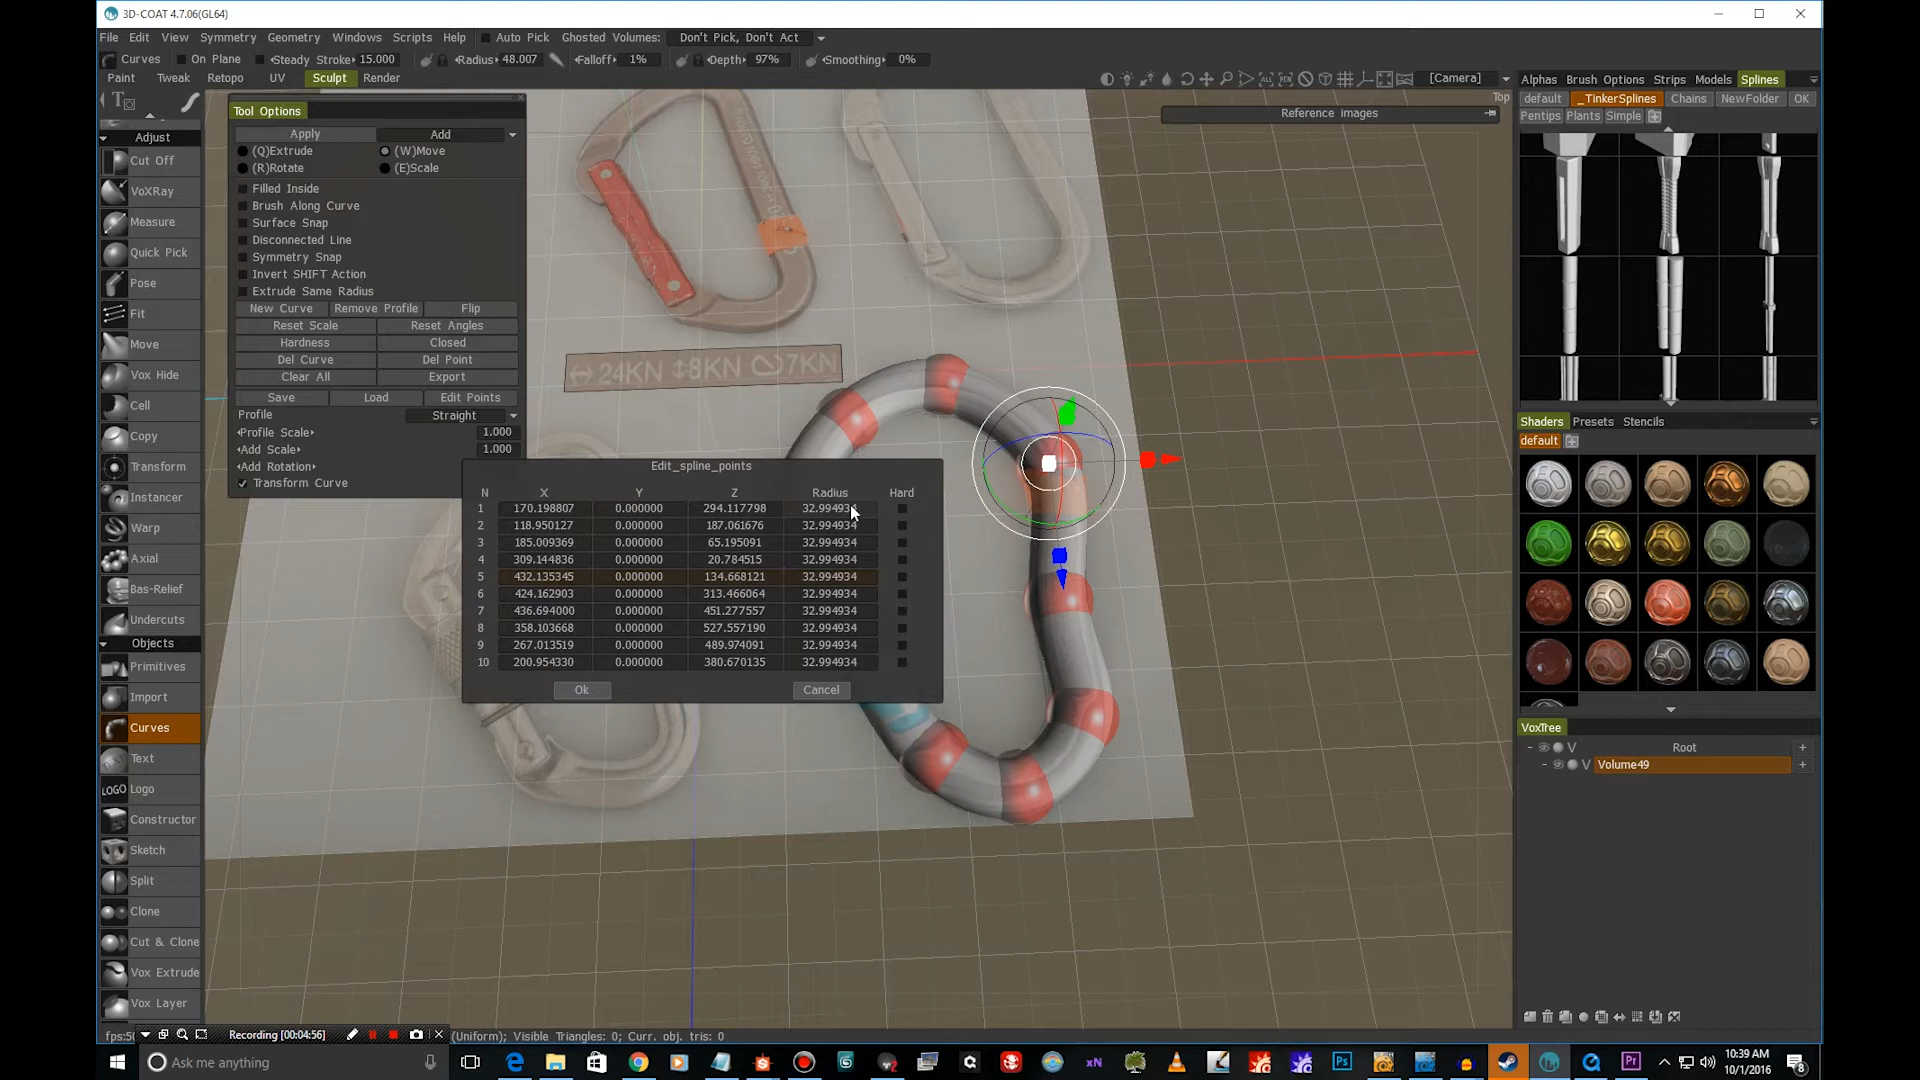 3D-COAT 4.7.06(GL64)
File Edit View Symmetry Geometry Windows Scripts Help Auto Pick Ghosted Volumes: Don't Pick, Don't Act
Curves On Plane Steady Stroke 15.000 Radius 48.007 Falloff 1% Depth 97% Smoothing 0%
Paint Tweak Retopo UV Sculpt Render [Camera]
Alphas Brush Options Strips Models Splines
default _TinkerSplines Chains NewFolder OK
Pentips Plants Simple
Top
Reference images
Adjust
Cut Off
VoXRay
Measure
Quick Pick
Pose
Fit
Move
Vox Hide
Cell
Copy
Transform
Instancer
Warp
Axial
Bas-Relief
Undercuts
Objects
Primitives
Import
Curves
Text
LOGO Logo
Constructor
Sketch
Split
Clone
Cut & Clone
Vox Extrude
Vox Layer
Tool Options
Apply Add
(Q)Extrude (W)Move
(R)Rotate (E)Scale
Filled Inside
Brush Along Curve
Surface Snap
Disconnected Line
Symmetry Snap
Invert SHIFT Action
Extrude Same Radius
New Curve Remove Profile Flip
Reset Scale Reset Angles
Hardness Closed
Del Curve Del Point
Clear All Export
Save Load Edit Points
Profile Straight
Profile Scale 1.000
Add Scale 1.000
Add Rotation
Transform Curve
24KN 8KN 7KN
Edit_spline_points
N X Y Z Radius Hard
1 170.198807 0.000000 294.117798 32.994934
2 118.950127 0.000000 187.061676 32.994934
3 185.009369 0.000000 65.195091 32.994934
4 309.144836 0.000000 20.784515 32.994934
5 432.135345 0.000000 134.668121 32.994934
6 424.162903 0.000000 313.466064 32.994934
7 436.694000 0.000000 451.277557 32.994934
8 358.103668 0.000000 527.557190 32.994934
9 267.013519 0.000000 489.974091 32.994934
10 200.954330 0.000000 380.670135 32.994934
Ok Cancel
Shaders Presets Stencils
default
VoxTree
V Root +
V Volume49 +
fps:50
Recording [00:04:56]
(Uniform); Visible Triangles: 0; Curr. obj. tris: 0
Ask me anything
xN
Ps
Pr
10:39 AM
10/1/2016
8